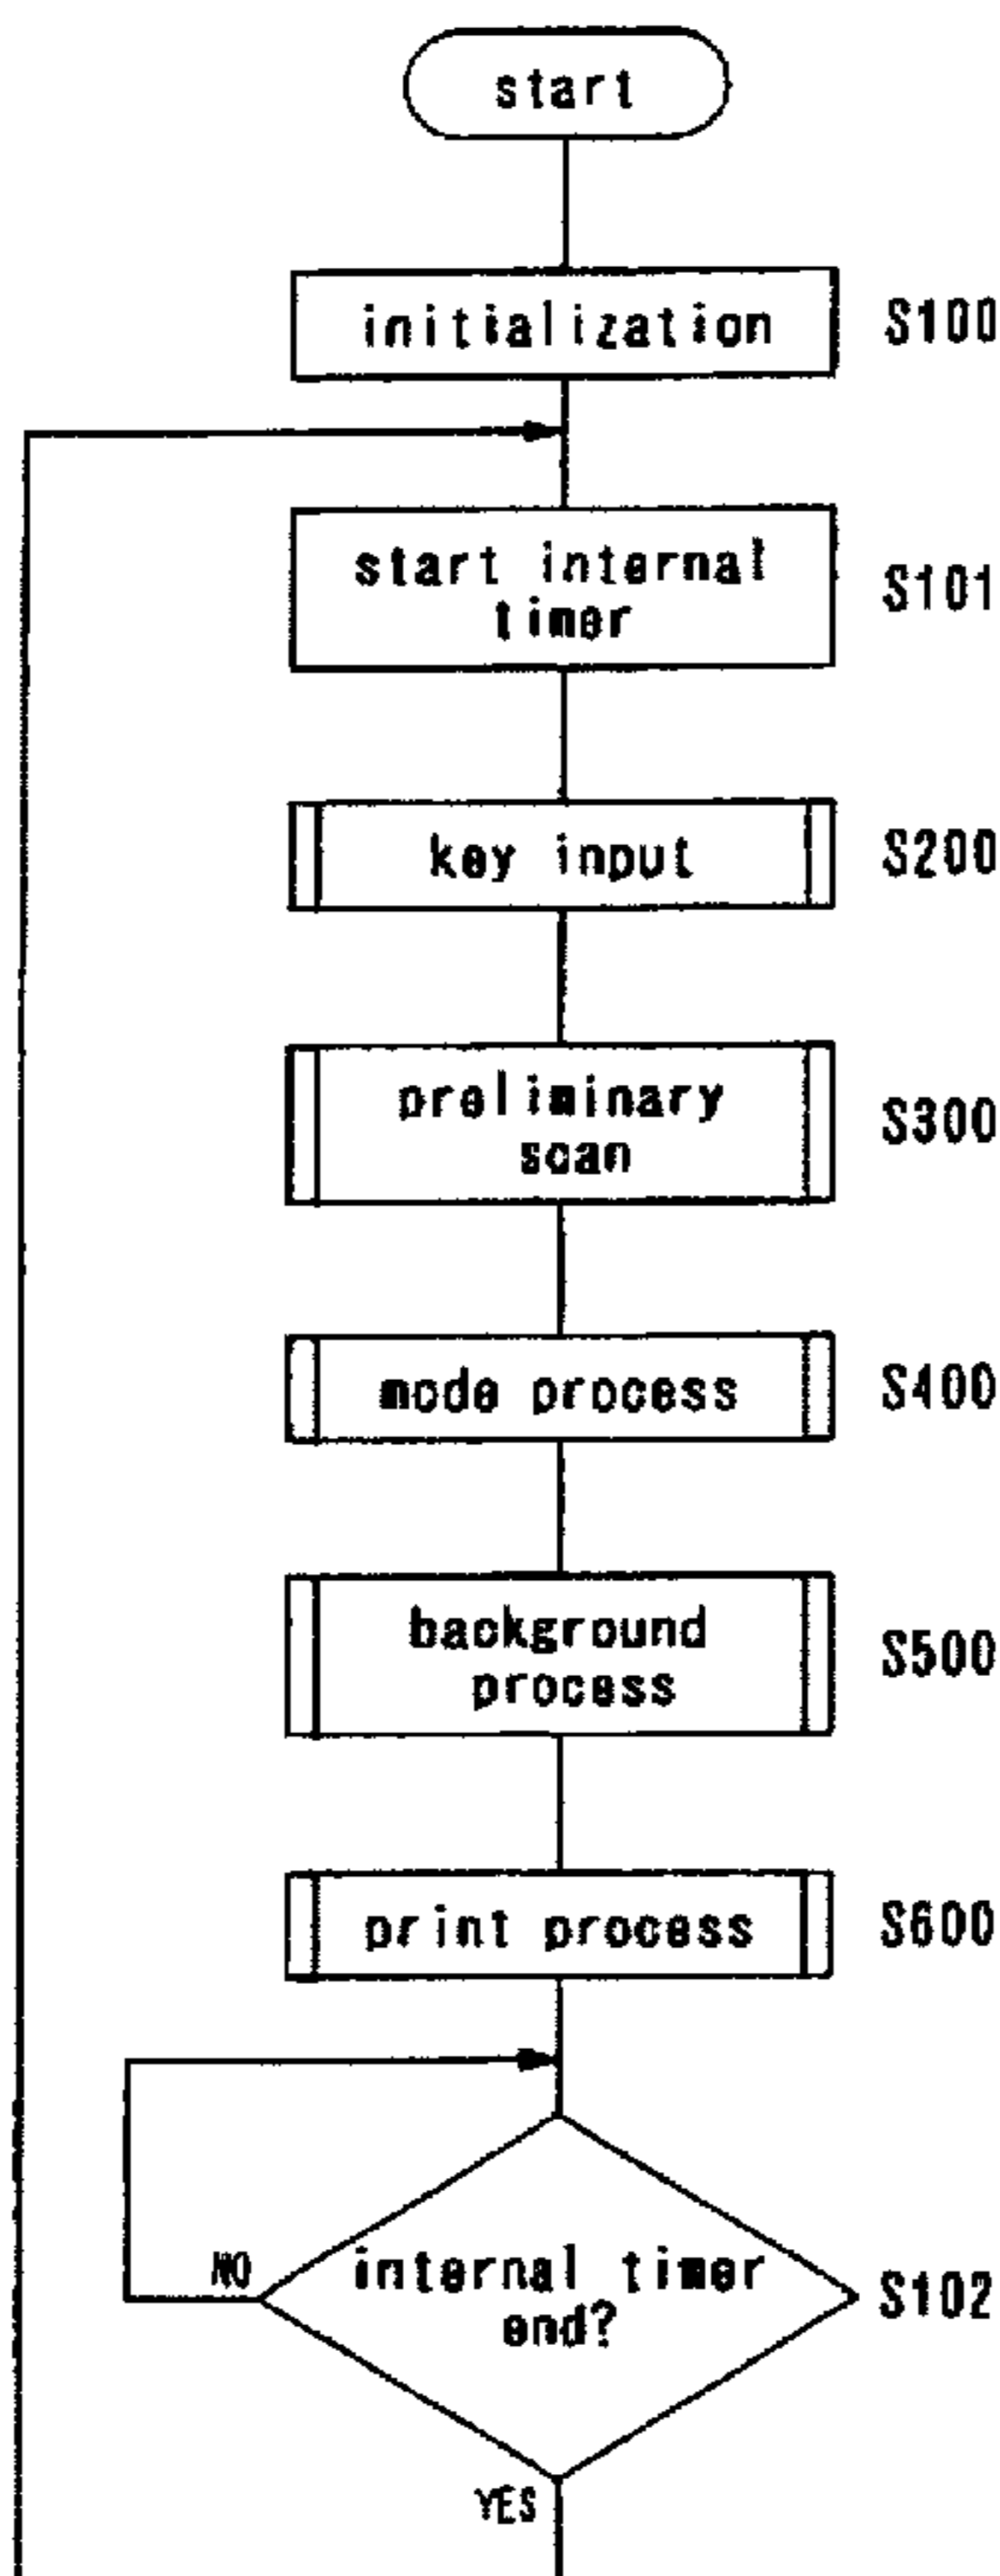 start
initialization S100
start internal
timer
S101
key input S200
preliminary
scan
S300
mode process S400
background
process
S500
print process S600
NO
internal timer
end?
S102
YES